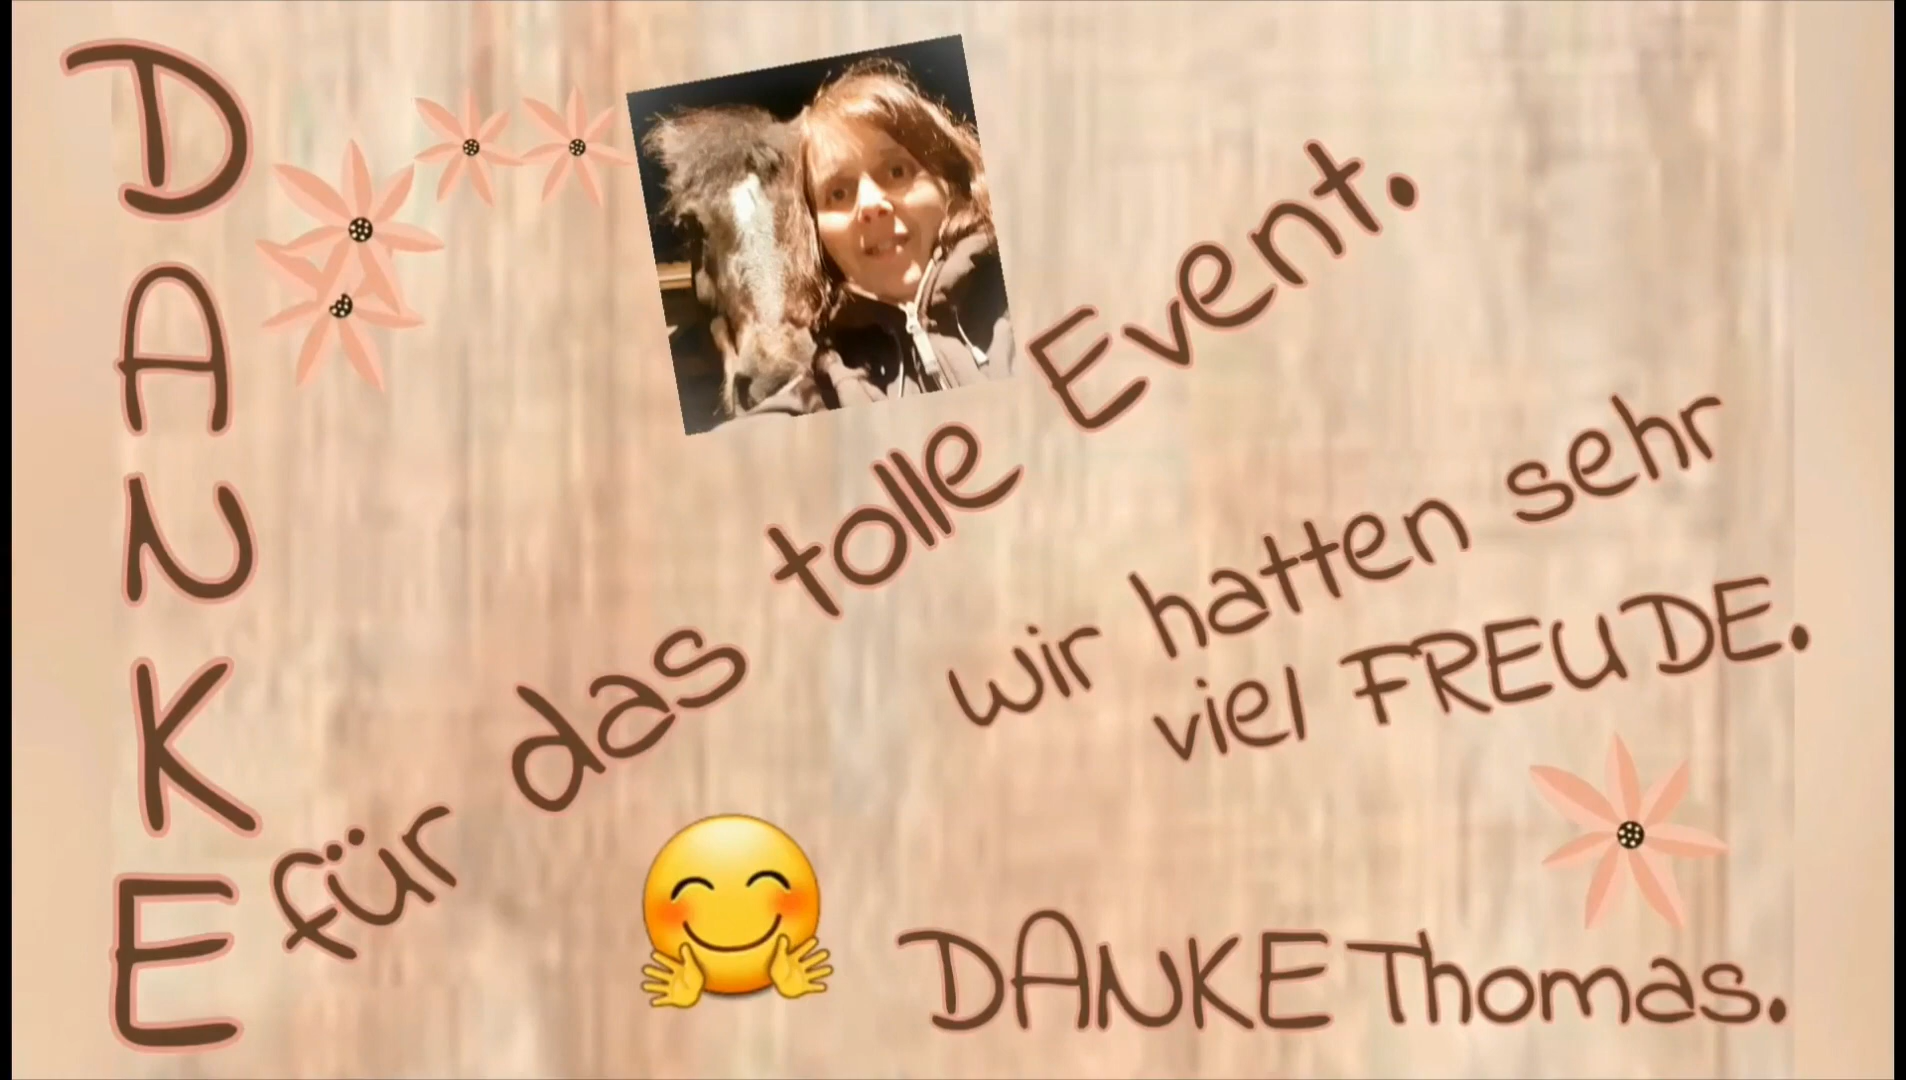 DANKE
für das tolle Event.
wir hatten sehr
viel FREUDE.
DANKE Thomas.